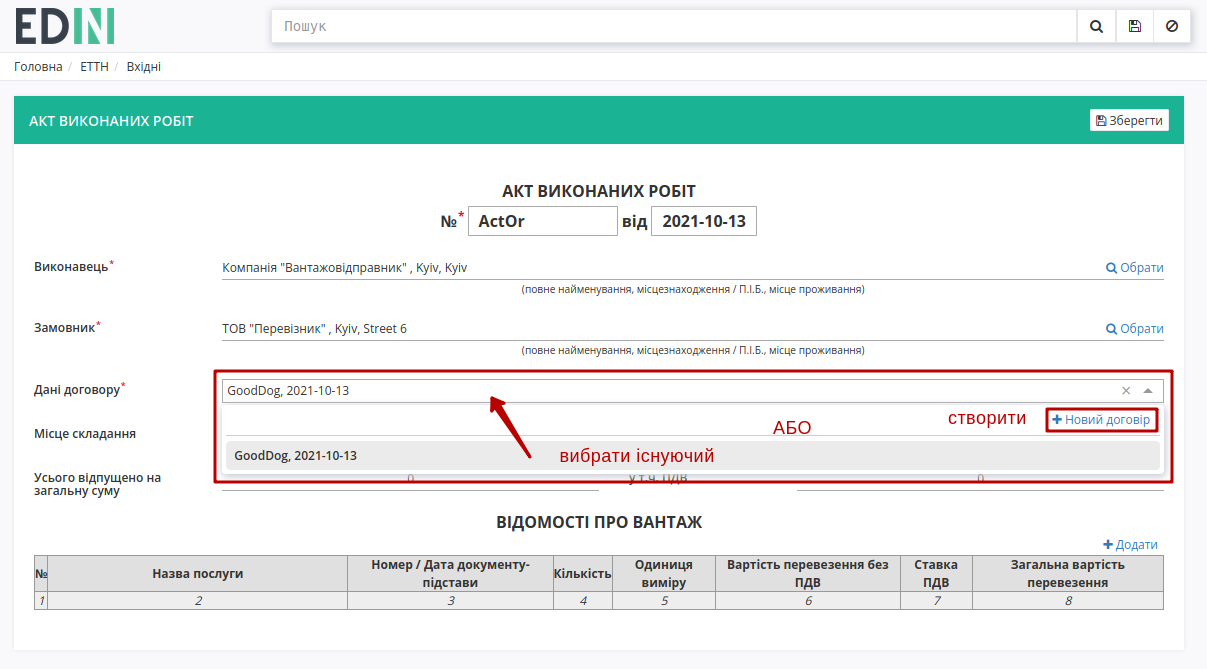 EDIN
Пошук
Головна / ЕТТН / Вхідні
АКТ ВИКОНАНИХ РОБІТ
Зберегти
АКТ ВИКОНАНИХ РОБІТ
№* ActOr від 2021-10-13
Виконавець* Компанія "Вантажовідправник" , Kyiv, Kyiv Обрати
(повне найменування, місцезнаходження / П.І.Б., місце проживання)
Замовник* ТОВ "Перевізник" , Kyiv, Street 6 Обрати
(повне найменування, місцезнаходження / П.І.Б., місце проживання)
Дані договору* GoodDog, 2021-10-13
створити + Новий договір
АБО
Місце складання
GoodDog, 2021-10-13
вибрати існуючий
Усього відпущено на загальну суму 0 у т.ч. ПДВ 0
ВІДОМОСТІ ПРО ВАНТАЖ
+ Додати
№ Назва послуги Номер / Дата документу-підстави Кількість Одиниця виміру Вартість перевезення без ПДВ Ставка ПДВ Загальна вартість перевезення
1 2 3 4 5 6 7 8